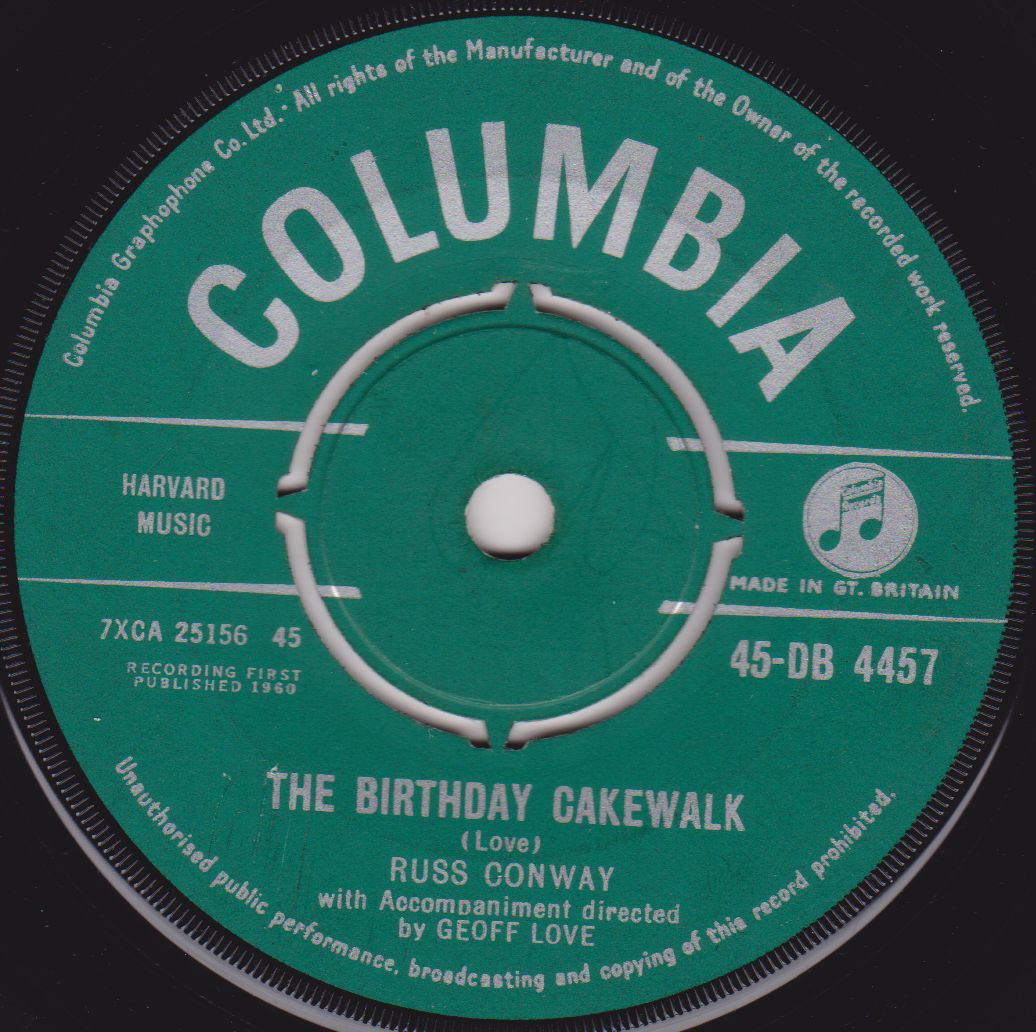 Columbia Graphophone Co. Ltd.· All rights of the Manufacturer and of the Owner of the recorded work reserved.
COLUMBIA
HARVARD
MUSIC
Columbia
Records
MADE IN GT. BRITAIN
7XCA 25156 45
45-DB 4457
RECORDING FIRST
PUBLISHED 1960
THE BIRTHDAY CAKEWALK
(Love)
RUSS CONWAY
with Accompaniment directed
by GEOFF LOVE
Unauthorised public performance, broadcasting and copying of this record prohibited.